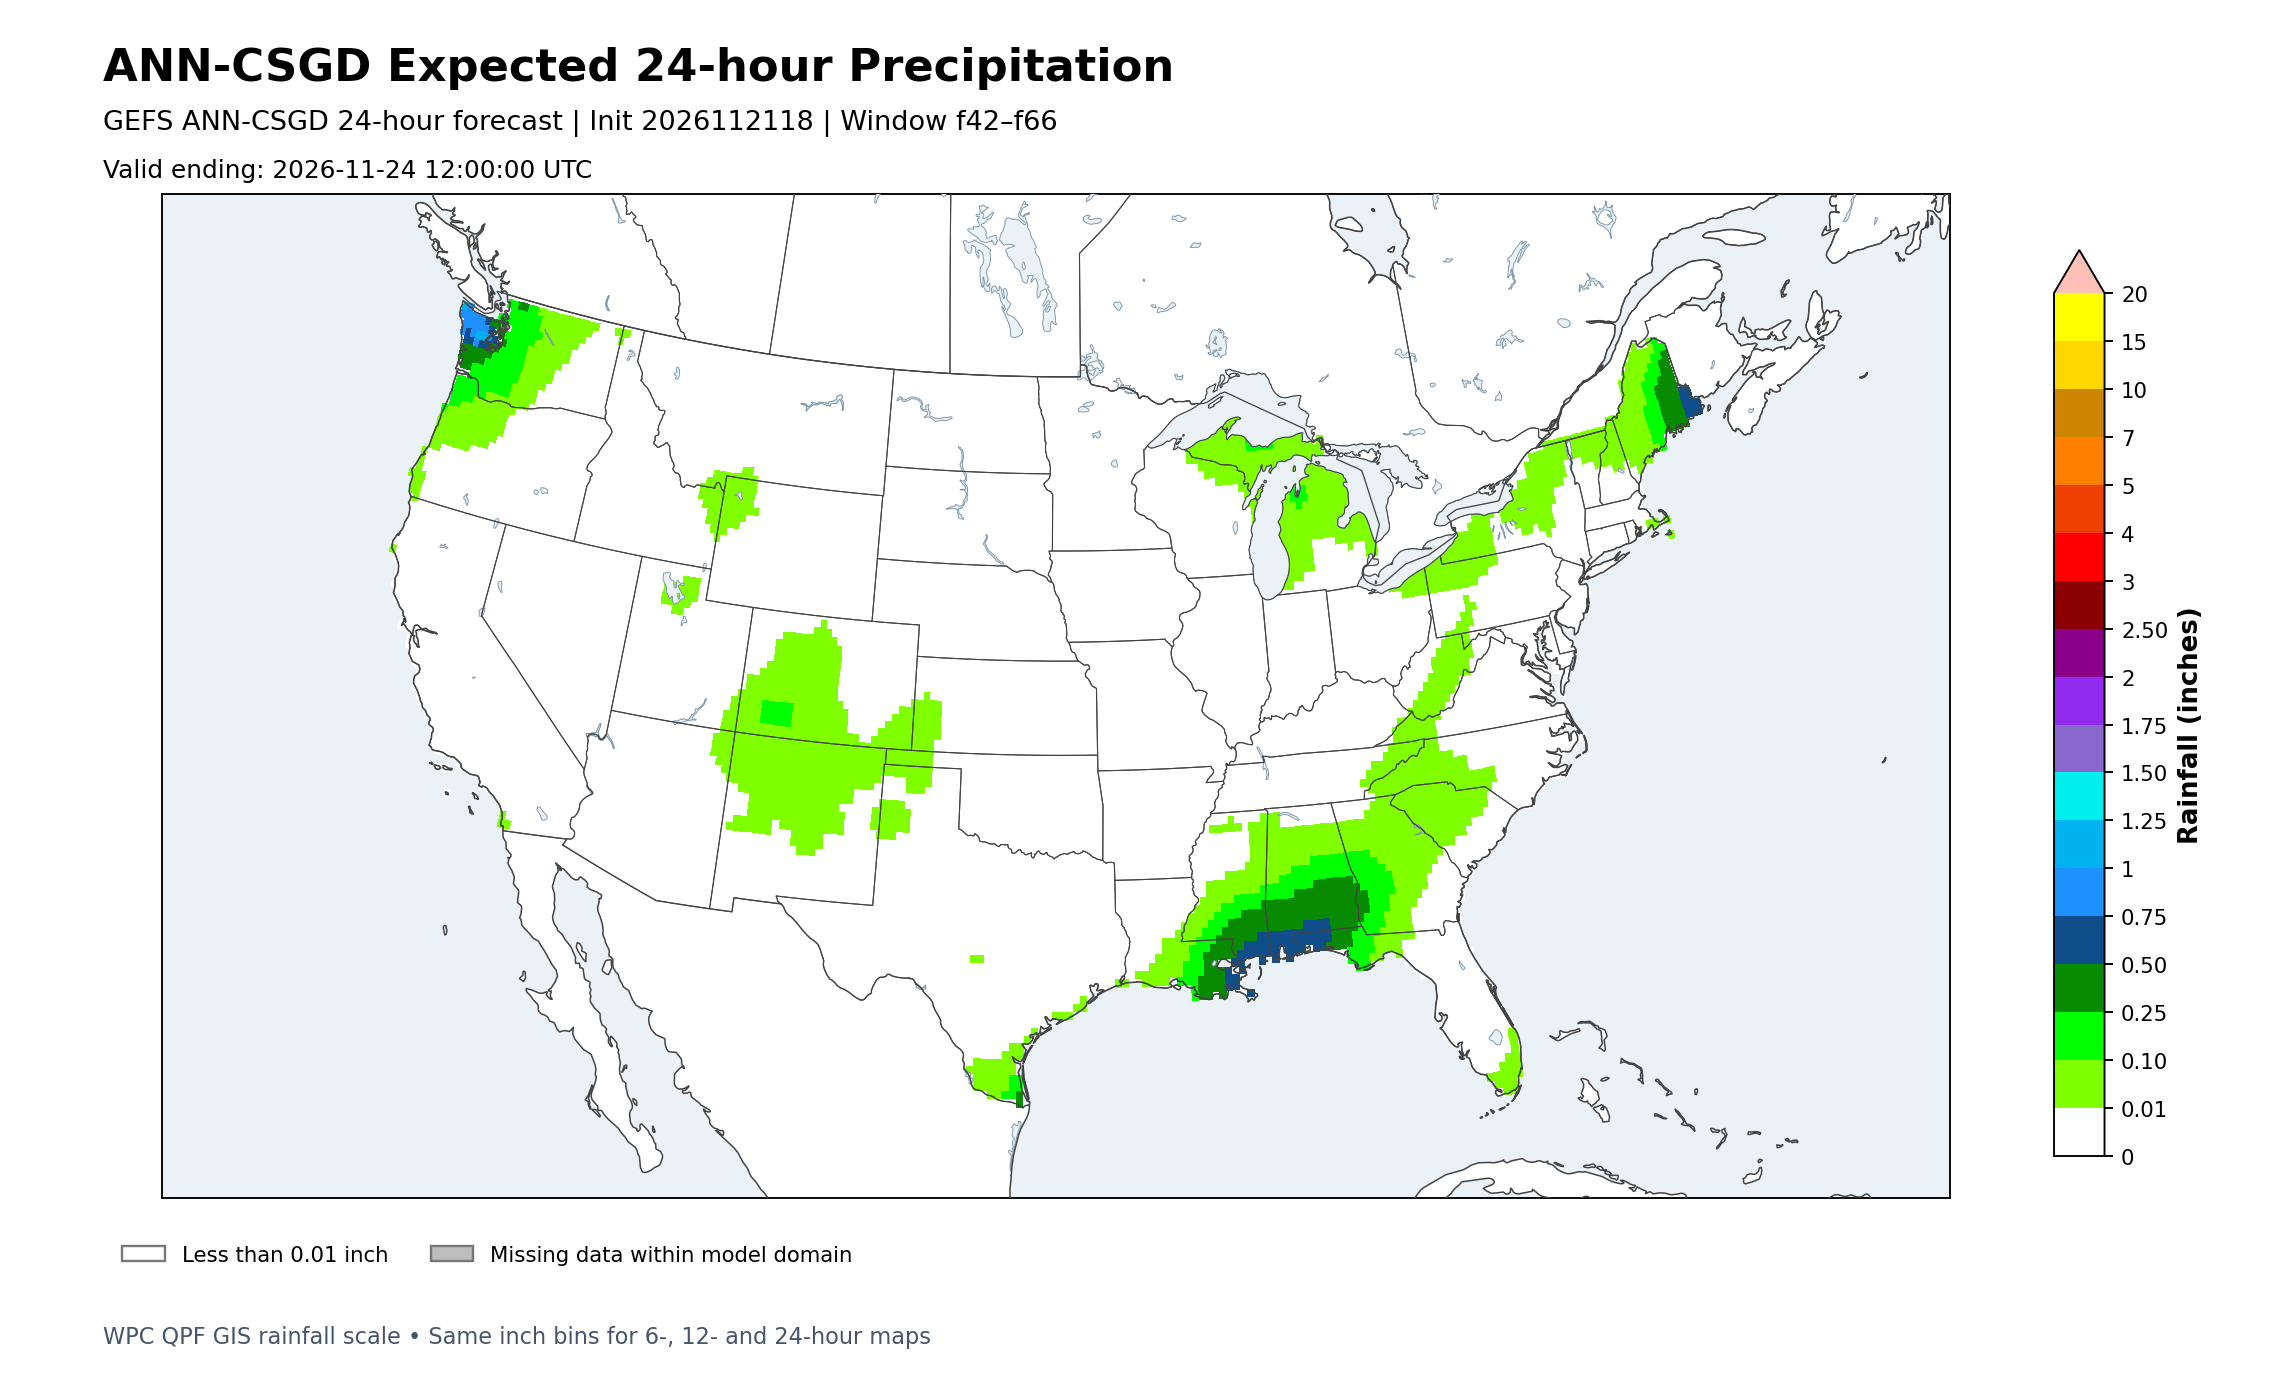 ANN-CSGD Expected 24-hour Precipitation
GEFS ANN-CSGD 24-hour forecast | Init 2026112118 | Window f42–f66
Valid ending: 2026-11-24 12:00:00 UTC
20
15
10
7
5
4
3
2.50
2
1.75
1.50
1.25
1
0.75
0.50
0.25
0.10
0.01
0
Rainfall (inches)
Less than 0.01 inch
Missing data within model domain
WPC QPF GIS rainfall scale • Same inch bins for 6-, 12- and 24-hour maps